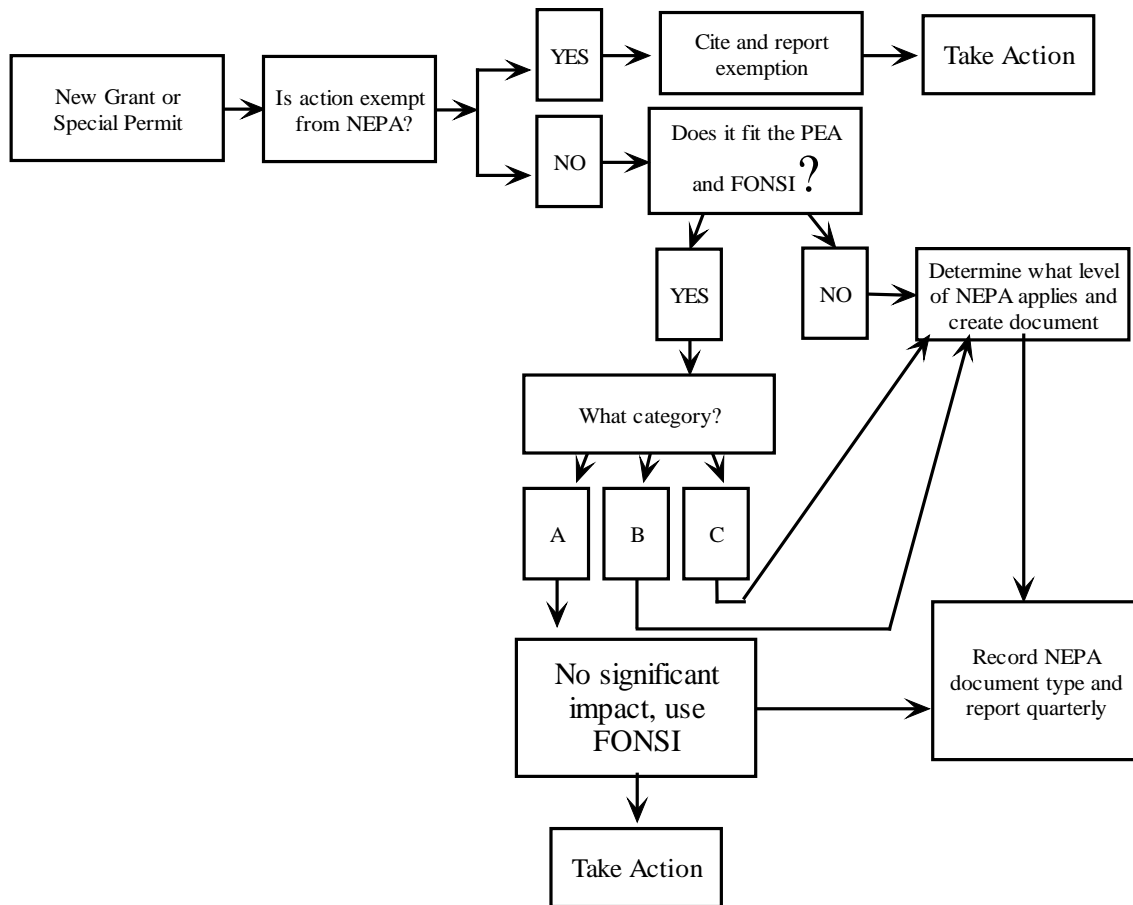 New Grant or
Special Permit
Is action exempt
from NEPA?
YES
Cite and report
exemption
Take Action
NO
Does it fit the PEA
and FONSI?
YES
NO
Determine what level
of NEPA applies and
create document
What category?
A
B
C
No significant
impact, use
FONSI
Record NEPA
document type and
report quarterly
Take Action